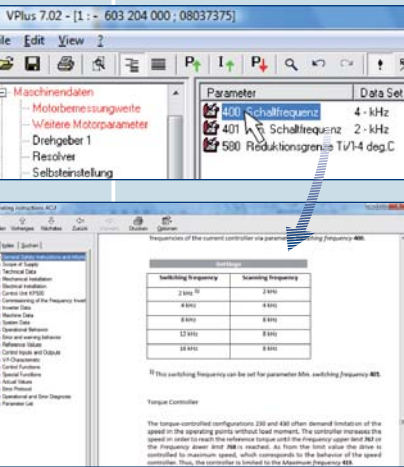 VPlus 7.02 - [1 : - 603 204 000 ; 08037375]
ile Edit View ?
Maschinendaten
Motorbemessungswerte
Weitere Motorparameter
Drehgeber 1
Resolver
Selbsteinstellung
Parameter Data Set
400 Schaltfrequenz 4 - kHz
401 Schaltfrequenz 2 - kHz
580 Reduktionsgrenze Ti/1-4 deg.C
rating instructions ACU
Vorheriges Nächstes Zurück Drucken Optionen
Index Suchen
General Safety Instructions and Inform
Scope of Supply
Technical Data
Mechanical Installation
Electrical Installation
Control Unit KP500
Commissioning of the Frequency Invert
Inverter Data
Machine Data
System Data
Operational Behavior
Error and warning behavior
Reference Values
Control Inputs and Outputs
V/f-Characteristic
Control Functions
Special Functions
Actual Values
Error Protocol
Operational and Error Diagnosis
Parameter List
frequencies of the current controller via parameter Switching frequency 400.
Settings
Switching frequency Scanning frequency
2 kHz 1) 2 kHz
4 kHz 4 kHz
8 kHz 8 kHz
12 kHz 8 kHz
16 kHz 8 kHz
1) This switching frequency can be set for parameter Min. switching frequency 401.
Torque Controller
The torque-controlled configurations 230 and 430 often demand limitation of the
speed in the operating points without load moment. The controller increases the
speed in order to reach the reference torque until the Frequency upper limit 767 or
the Frequency lower limit 768 is reached. As from the limit value the drive is
controlled to maximum speed, which corresponds to the behavior of the speed
controller. Thus, the controller is limited to the Maximum frequency 419.